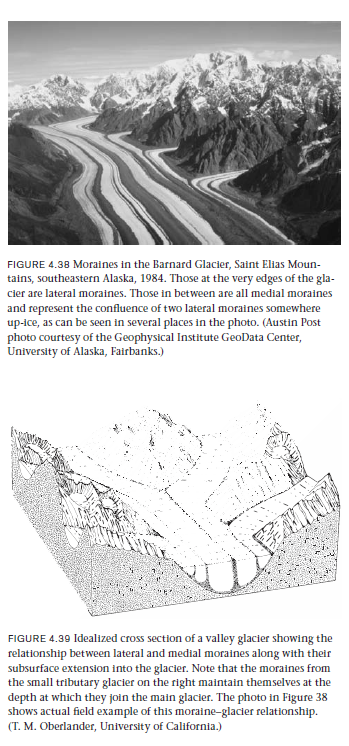 FIGURE 4.38 Moraines in the Barnard Glacier, Saint Elias Moun-
tains, southeastern Alaska, 1984. Those at the very edges of the gla-
cier are lateral moraines. Those in between are all medial moraines
and represent the confluence of two lateral moraines somewhere
up-ice, as can be seen in several places in the photo. (Austin Post
photo courtesy of the Geophysical Institute GeoData Center,
University of Alaska, Fairbanks.)
FIGURE 4.39 Idealized cross section of a valley glacier showing the
relationship between lateral and medial moraines along with their
subsurface extension into the glacier. Note that the moraines from
the small tributary glacier on the right maintain themselves at the
depth at which they join the main glacier. The photo in Figure 38
shows actual field example of this moraine–glacier relationship.
(T. M. Oberlander, University of California.)